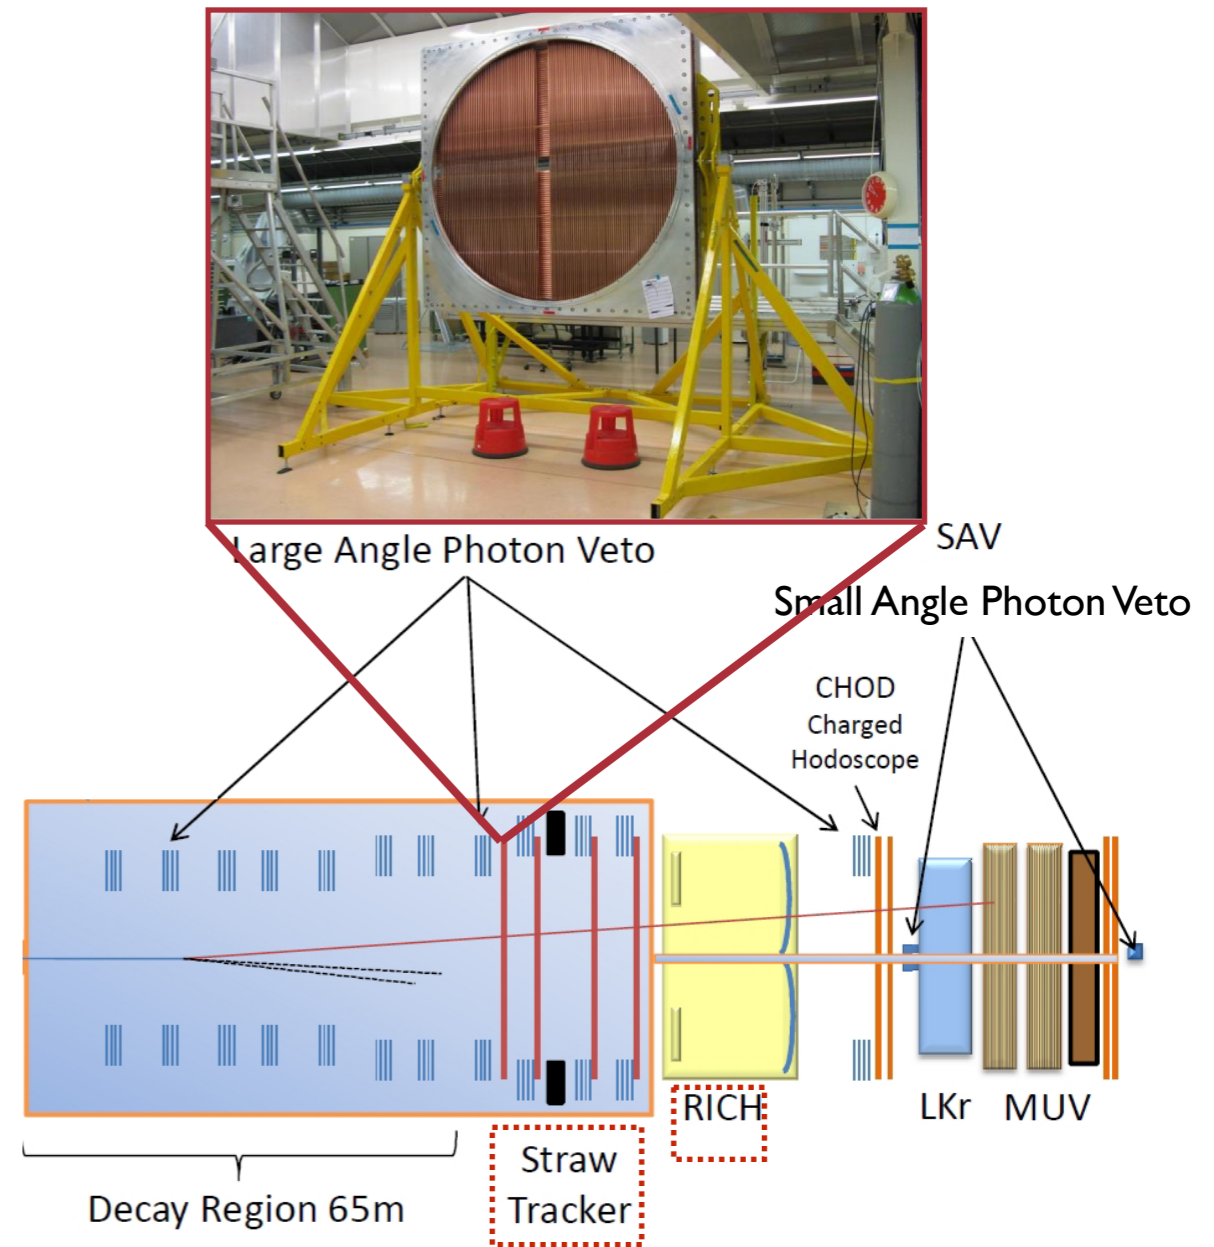 Large Angle Photon Veto
SAV
Small Angle Photon Veto
CHOD
Charged
Hodoscope
RICH
LKr
MUV
Straw
Tracker
Decay Region 65m